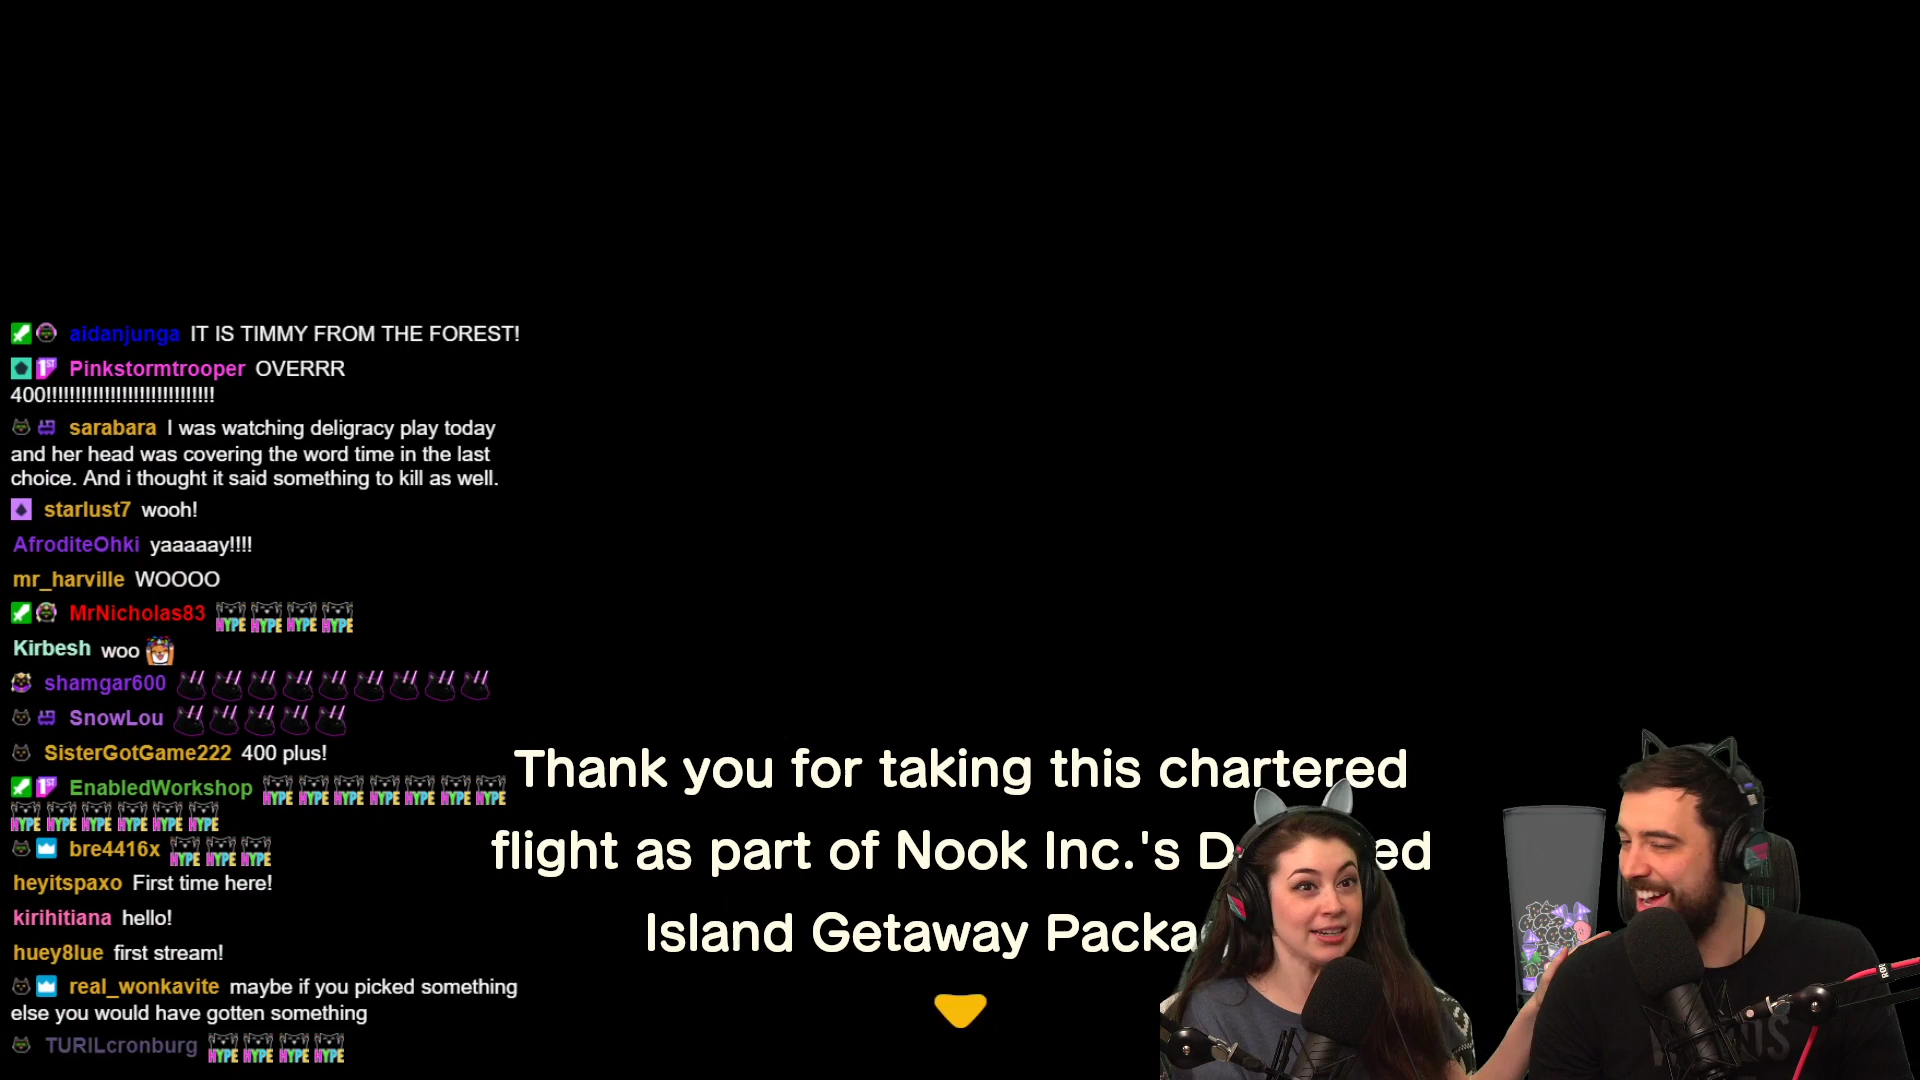 aidanjunga IT IS TIMMY FROM THE FOREST!
Pinkstormtrooper OVERRR
400!!!!!!!!!!!!!!!!!!!!!!!!!!!!!
sarabara I was watching deligracy play today
and her head was covering the word time in the last
choice. And i thought it said something to kill as well.
starlust7 wooh!
AfroditeOhki yaaaaay!!!!
mr_harville WOOOO
MrNicholas83 HYPE HYPE HYPE HYPE
Kirbesh woo
shamgar600
SnowLou
SisterGotGame222 400 plus!
EnabledWorkshop HYPE HYPE HYPE HYPE HYPE HYPE HYPE
HYPE HYPE HYPE HYPE HYPE HYPE
bre4416x HYPE HYPE HYPE
heyitspaxo First time here!
kirihitiana hello!
huey8lue first stream!
real_wonkavite maybe if you picked something
else you would have gotten something
TURILcronburg HYPE HYPE HYPE HYPE
Thank you for taking this chartered
flight as part of Nook Inc.'s
Island Getaway